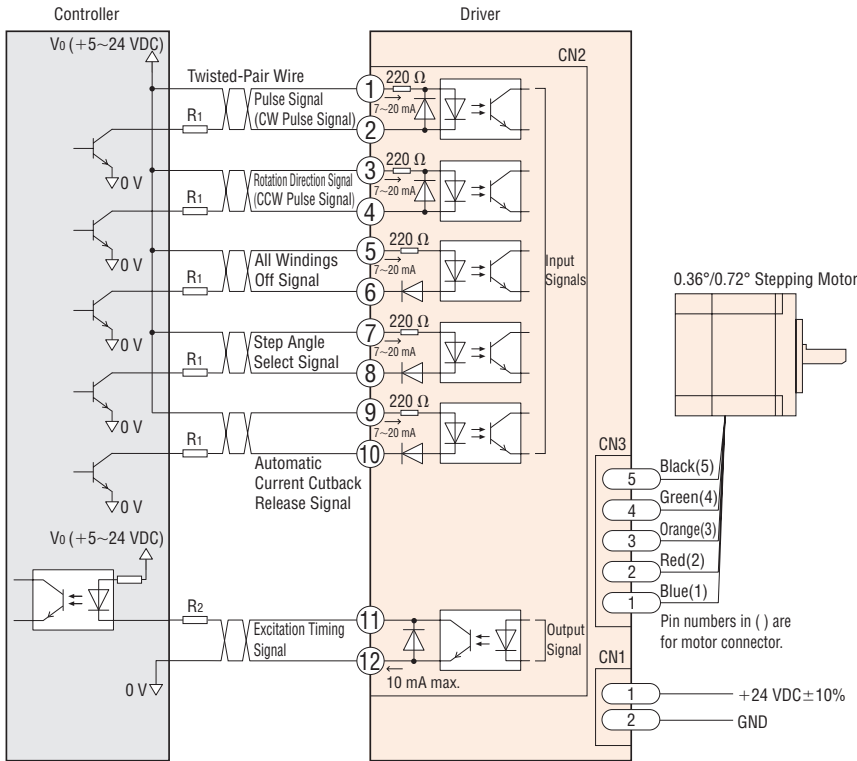 Controller
Driver
V0 (+5~24 VDC)
CN2
Twisted-Pair Wire
R1
Pulse Signal
(CW Pulse Signal)
1
220 Ω
7~20 mA
2
0 V
R1
Rotation Direction Signal
(CCW Pulse Signal)
3
220 Ω
7~20 mA
4
0 V
R1
All Windings
Off Signal
5
220 Ω
7~20 mA
6
0 V
Input
Signals
R1
Step Angle
Select Signal
7
220 Ω
7~20 mA
8
0 V
R1
Automatic
Current Cutback
Release Signal
9
220 Ω
7~20 mA
10
0 V
0.36°/0.72° Stepping Motor
CN3
5
Black(5)
4
Green(4)
3
Orange(3)
2
Red(2)
1
Blue(1)
Pin numbers in ( ) are
for motor connector.
V0 (+5~24 VDC)
R2
Excitation Timing
Signal
11
12
10 mA max.
0 V
Output
Signal
CN1
1
+24 VDC±10%
2
GND